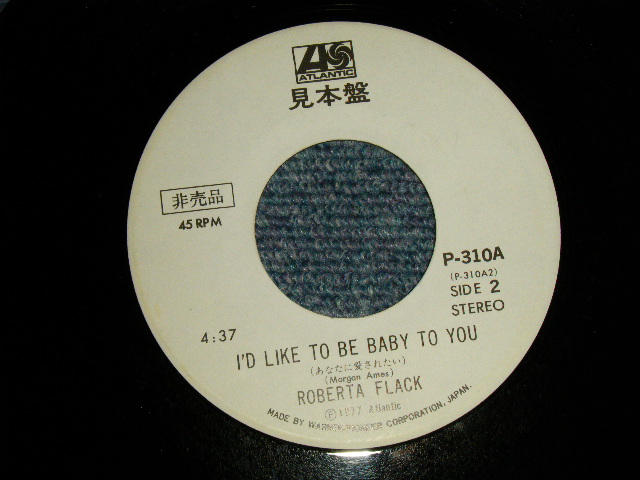 ATLANTIC
見本盤
非売品
45 RPM
P-310A
(P-310A2)
SIDE 2
STEREO
4:37
I'D LIKE TO BE BABY TO YOU
(あなたに愛されたい)
(Morgan Ames)
ROBERTA FLACK
Ⓟ1977 Atlantic
MADE BY WARNER-PIONEER CORPORATION, JAPAN.